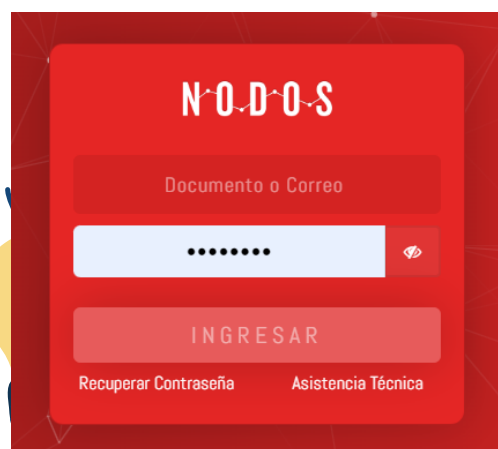 NODOS
Documento o Correo
••••••••
INGRESAR
Recuperar Contraseña
Asistencia Técnica